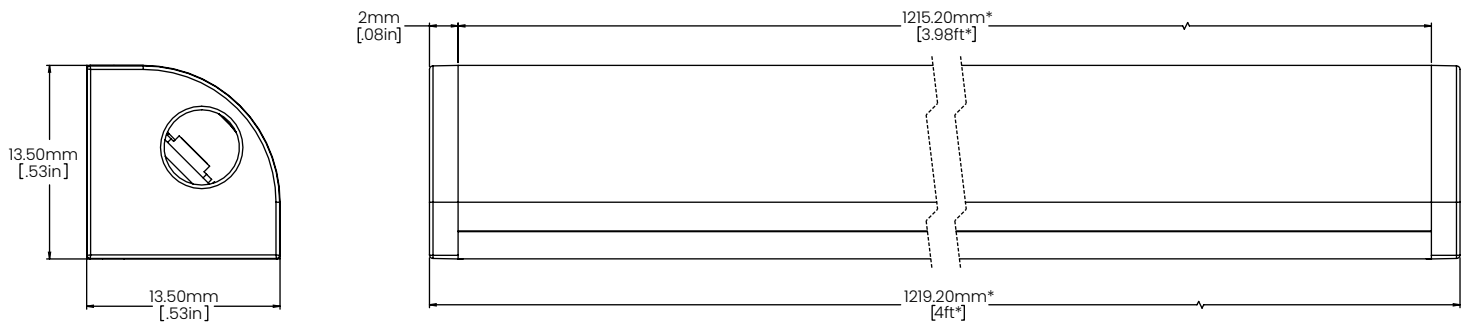 2mm
[.08in]
1215.20mm*
[3.98ft*]
13.50mm
[.53in]
13.50mm
[.53in]
1219.20mm*
[4ft*]